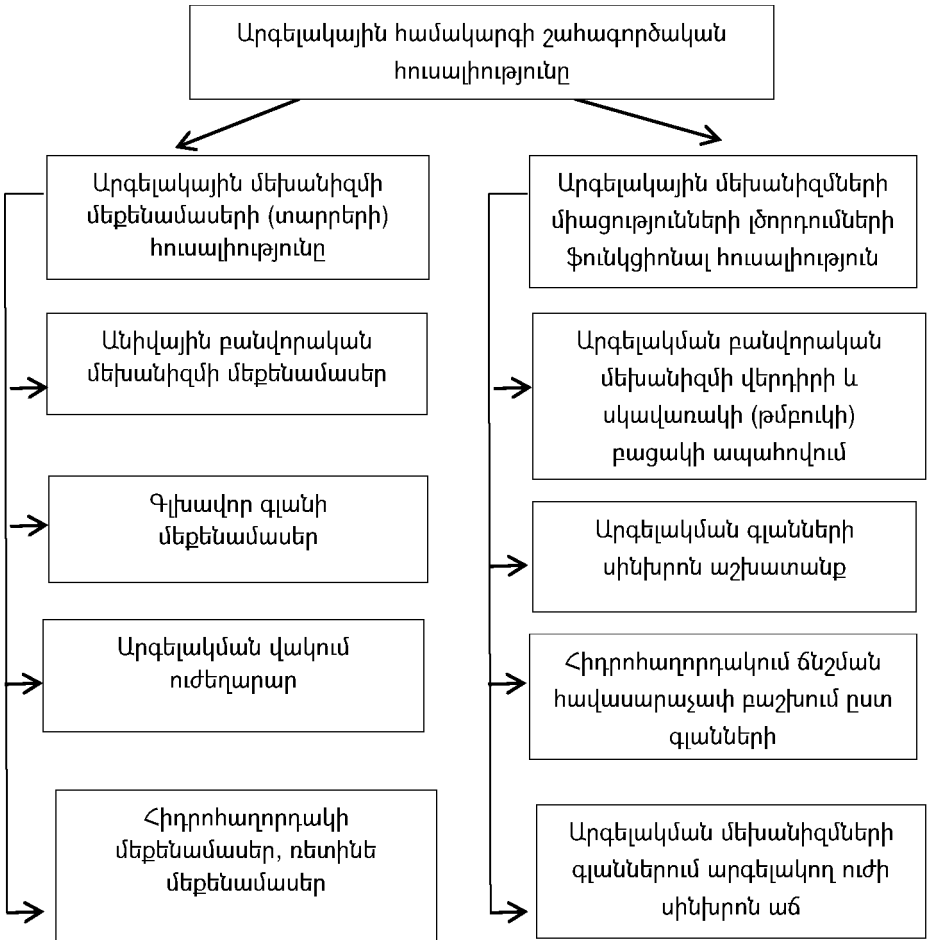 Արգելակային համակարգի շահագործական
հուսալիությունը
Արգելակային մեխանիզմի
մեքենամասերի (տարրերի)
հուսալիությունը
Անիվային բանվորական
մեխանիզմի մեքենամասեր
Գլխավոր գլանի
մեքենամասեր
Արգելակման վակում
ուժեղարար
Հիդրոհաղորդակի
մեքենամասեր, ռետինե
մեքենամասեր
Արգելակային մեխանիզմների
միացությունների լծորդումների
ֆունկցիոնալ հուսալիություն
Արգելակման բանվորական
մեխանիզմի վերդիրի և
սկավառակի (թմբուկի)
բացակի ապահովում
Արգելակման գլանների
սինխրոն աշխատանք
Հիդրոհաղորդակում ճնշման
հավասարաչափ բաշխում ըստ
գլանների
Արգելակման մեխանիզմների
գլաններում արգելակող ուժի
սինխրոն աճ